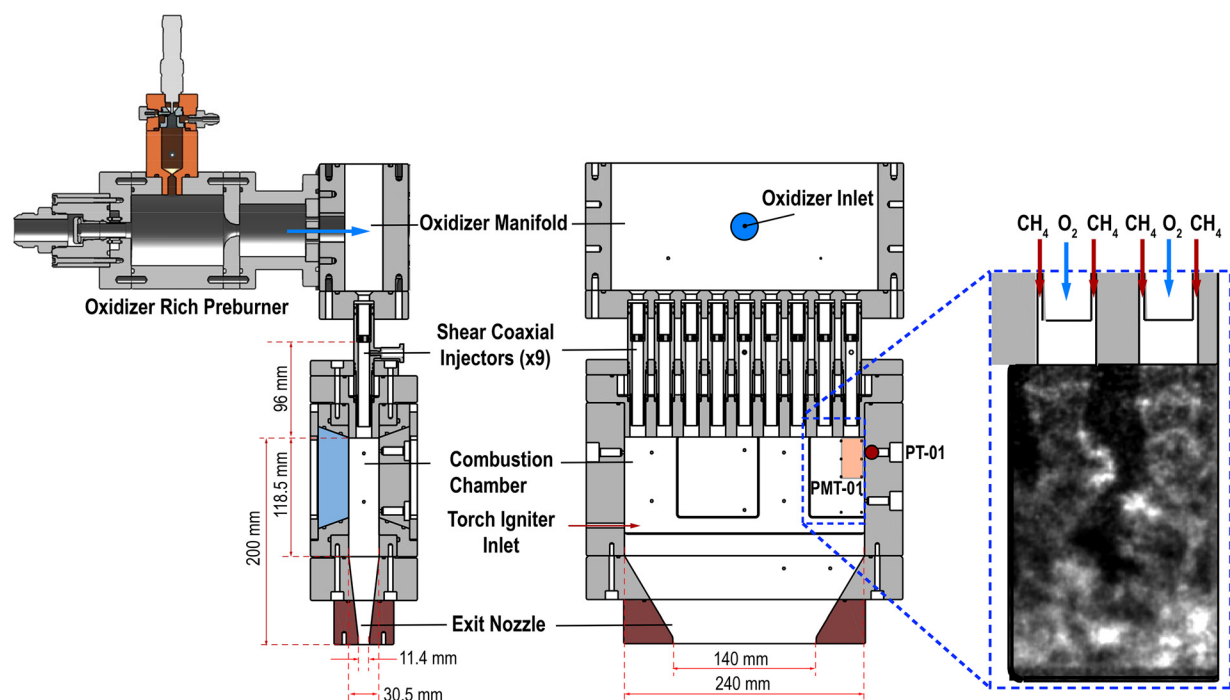 Oxidizer Manifold
Oxidizer Inlet
Oxidizer Rich Preburner
Shear Coaxial
Injectors (x9)
96 mm
118.5 mm
200 mm
Combustion
Chamber
Torch Igniter
Inlet
Exit Nozzle
11.4 mm
30.5 mm
140 mm
240 mm
PT-01
PMT-01
CH₄ O₂ CH₄ CH₄ O₂ CH₄